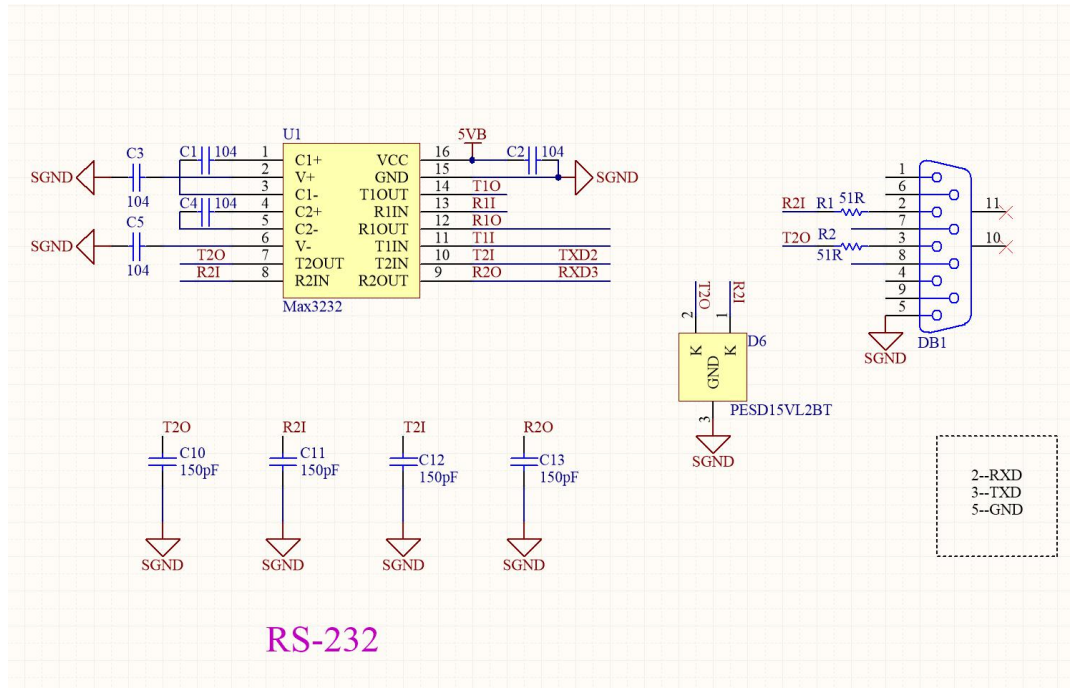 U1
5VB
C3
C1 104
1 C1+ VCC 16
C2 104
SGND
2 V+ GND 15
SGND
104
3 C1- T1OUT 14 T1O
C4 104
4 C2+ R1IN 13 R1I
C5
5 C2- R1OUT 12 R1O
SGND
6 V- T1IN 11 T1I
104
T2O 7 T2OUT T2IN 10 T2I TXD2
R2I 8 R2IN R2OUT 9 R2O RXD3
Max3232
1
6
R2I R1 51R 2
11
7
T2O R2 3
51R
10
8
4
9
5
SGND
DB1
T2O R2I
2 1
K K
GND
D6
PESD15VL2BT
3
SGND
T2O
C10
150pF
SGND
R2I
C11
150pF
SGND
T2I
C12
150pF
SGND
R2O
C13
150pF
SGND
2--RXD
3--TXD
5--GND
RS-232